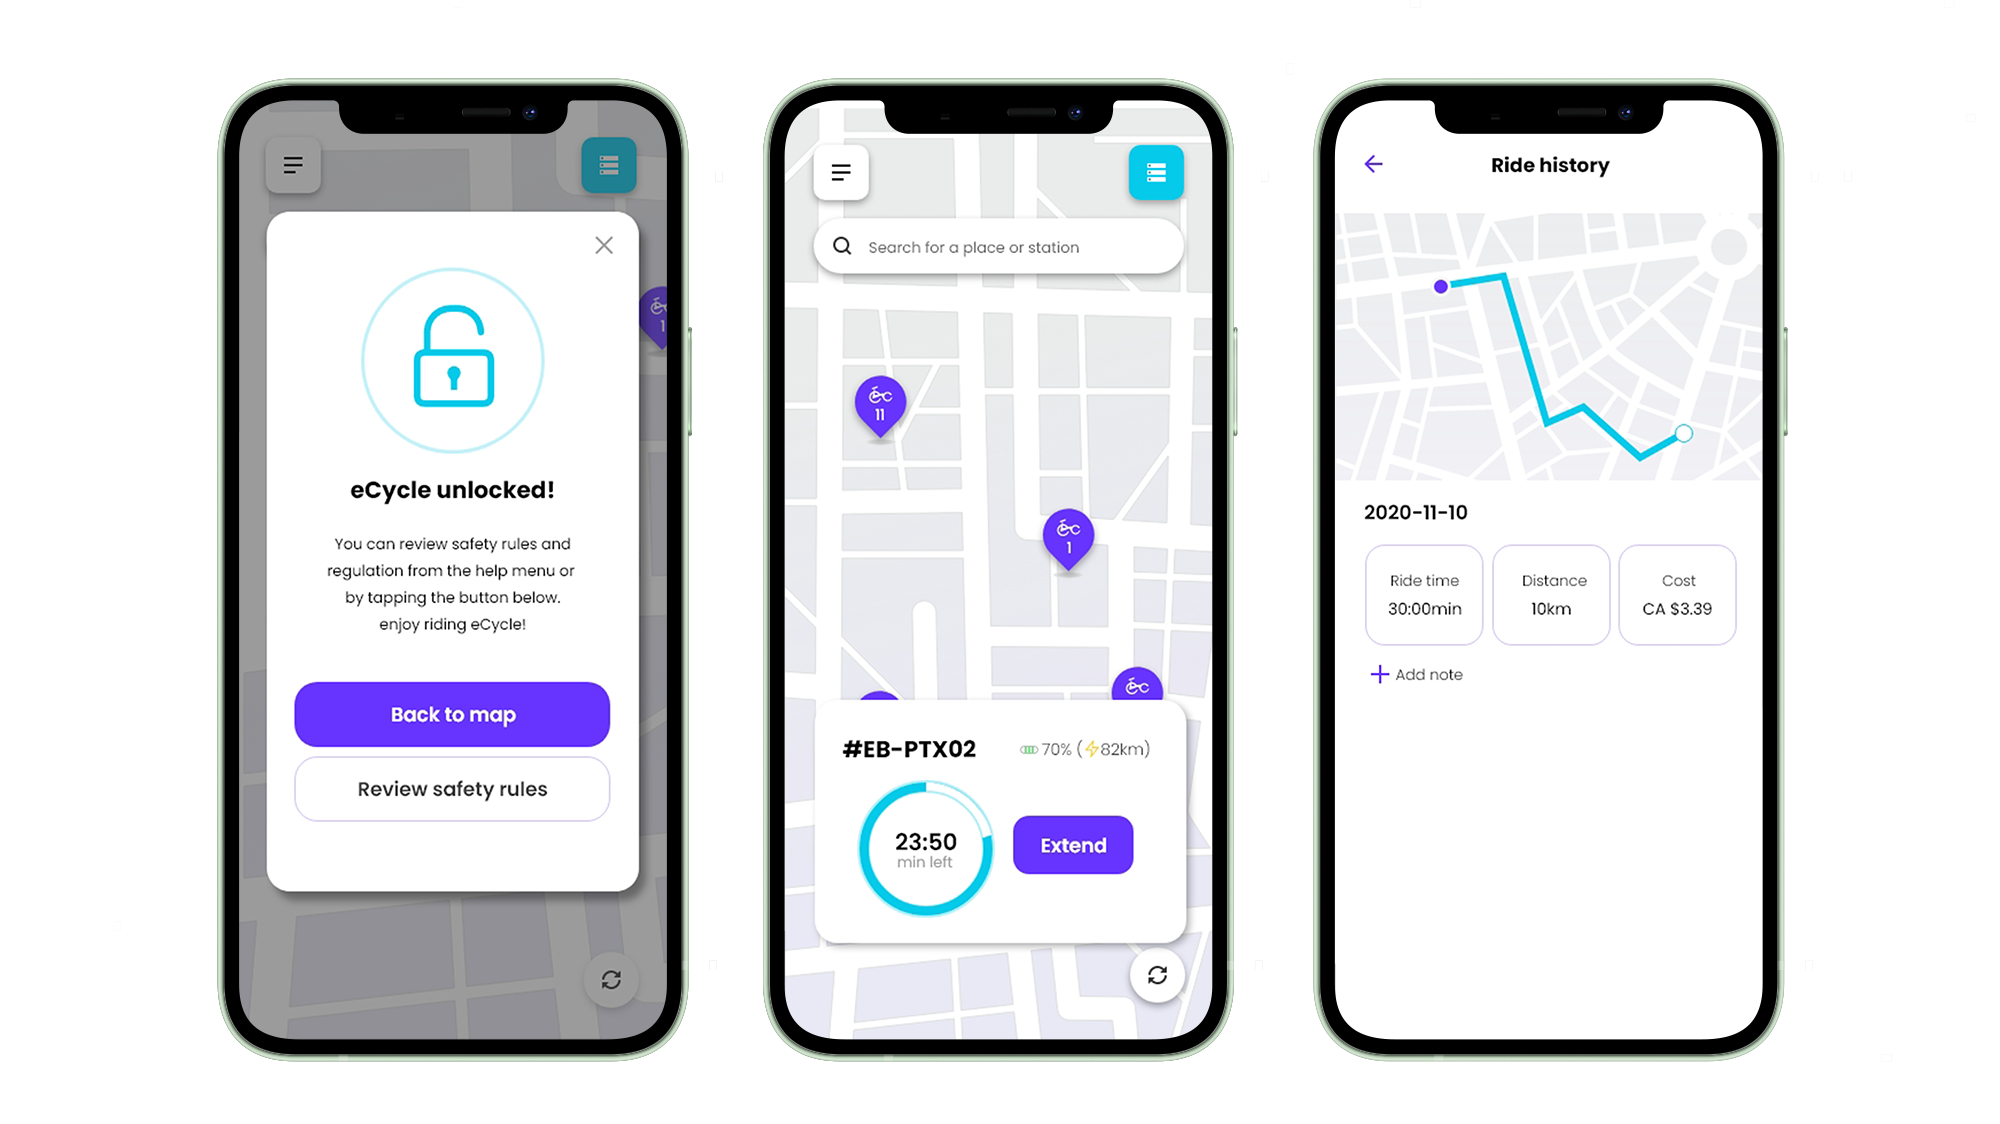 eCycle unlocked!
You can review safety rules and
regulation from the help menu or
by tapping the button below.
enjoy riding eCycle!
Back to map
Review safety rules
1
Search for a place or station
11
1
#EB-PTX02
70% (82km)
23:50
min left
Extend
Ride history
2020-11-10
Ride time
30:00min
Distance
10km
Cost
CA $3.39
Add note